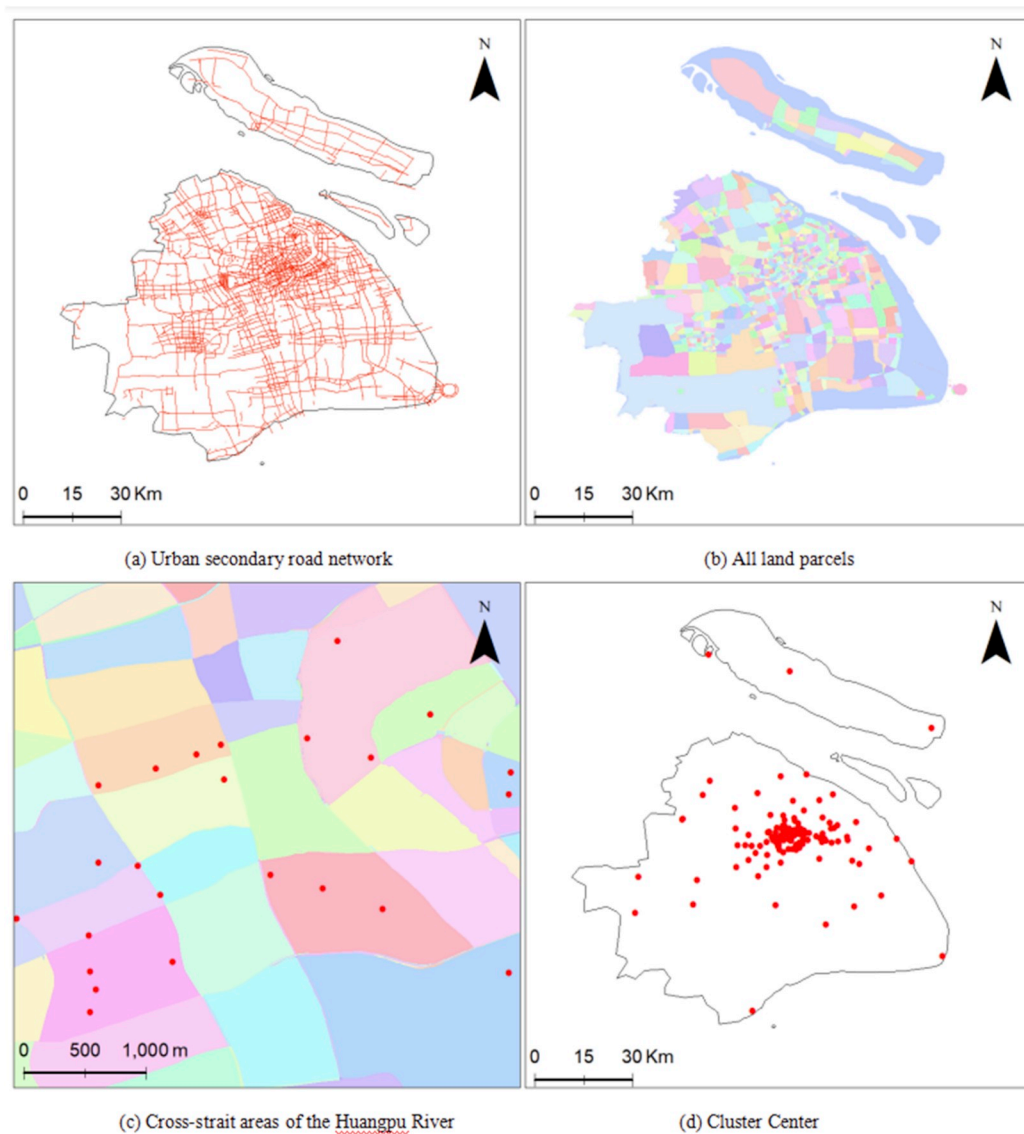 N
N
0 15 30 Km
0 15 30 Km
(a) Urban secondary road network
(b) All land parcels
N
N
0 500 1,000 m
0 15 30 Km
(c) Cross-strait areas of the Huangpu River
(d) Cluster Center